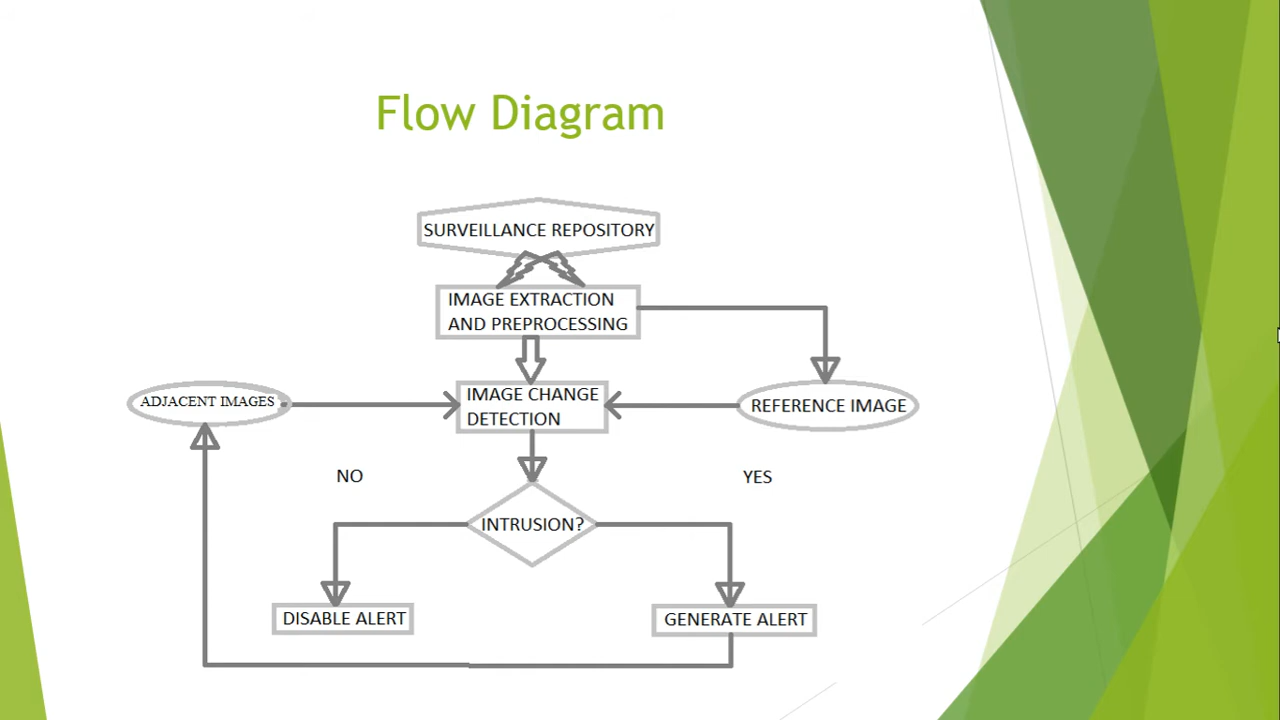 Flow Diagram
SURVEILLANCE REPOSITORY
IMAGE EXTRACTION
AND PREPROCESSING
ADJACENT IMAGES
IMAGE CHANGE
DETECTION
REFERENCE IMAGE
NO
YES
INTRUSION?
DISABLE ALERT
GENERATE ALERT